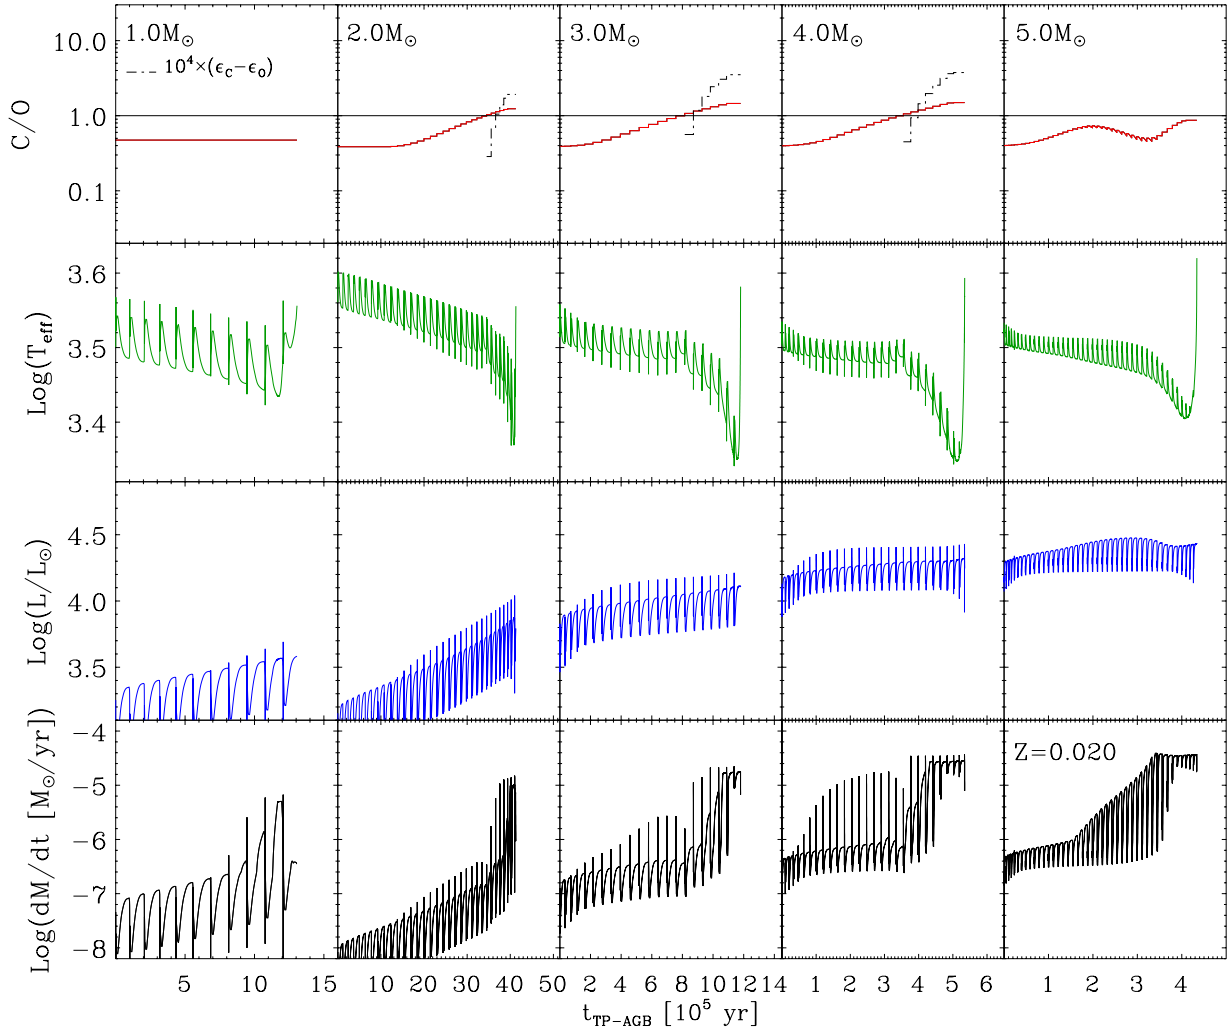 1.0M☉ 2.0M☉ 3.0M☉ 4.0M☉ 5.0M☉
10⁴×(ϵ_C−ϵ_O)
C/O
10.0
1.0
0.1
Log(T_eff)
3.6
3.5
3.4
Log(L/L☉)
4.5
4.0
3.5
Log(dM/dt [M☉/yr])
Z=0.020
−4
−5
−6
−7
−8
5 10 15 10 20 30 40 50 2 4 6 8 10 12 14 1 2 3 4 5 6 1 2 3 4
t_TP−AGB [10⁵ yr]